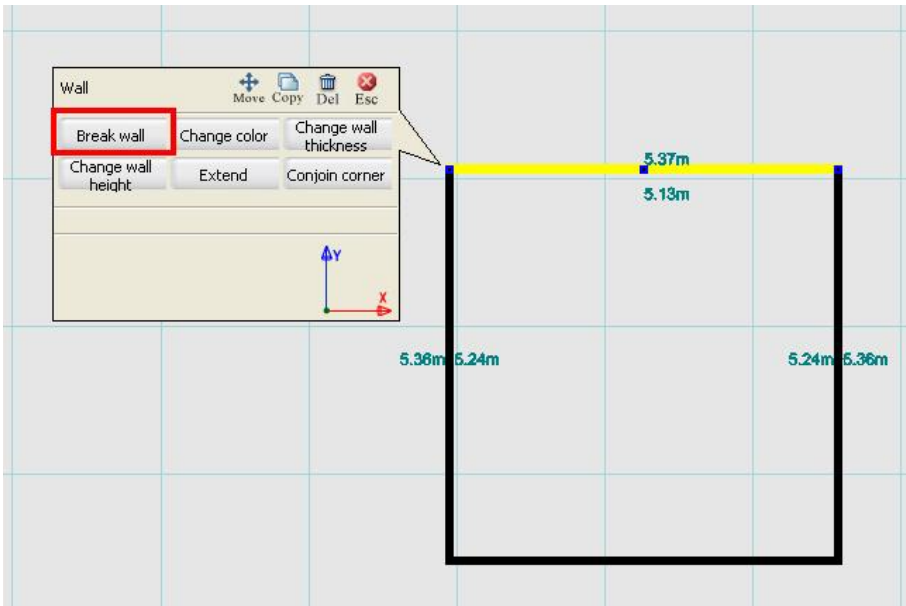 Wall
Move Copy Del Esc
Break wall
Change color
Change wall
thickness
Change wall
height
Extend
Conjoin corner
Y
X
5.37m
5.13m
5.36m 5.24m
5.24m 5.36m